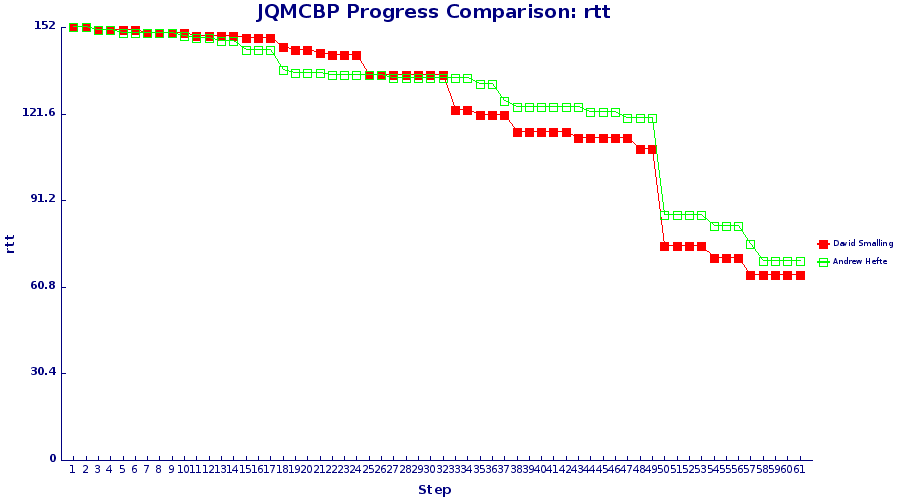 JQMCBP Progress Comparison: rtt
152
121.6
91.2
60.8
30.4
0
rtt
1 2 3 4 5 6 7 8 9 10 11 12 13 14 15 16 17 18 19 20 21 22 23 24 25 26 27 28 29 30 31 32 33 34 35 36 37 38 39 40 41 42 43 44 45 46 47 48 49 50 51 52 53 54 55 56 57 58 59 60 61
Step
David Smalling
Andrew Hefte